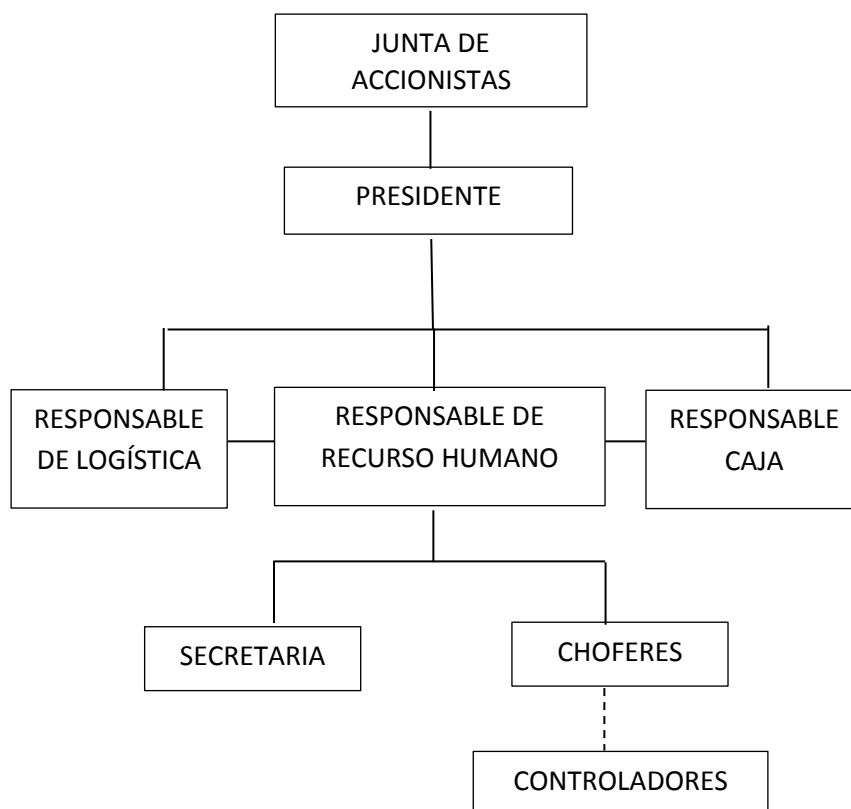 JUNTA DE
ACCIONISTAS
PRESIDENTE
RESPONSABLE
DE LOGÍSTICA
RESPONSABLE DE
RECURSO HUMANO
RESPONSABLE
CAJA
SECRETARIA
CHOFERES
CONTROLADORES